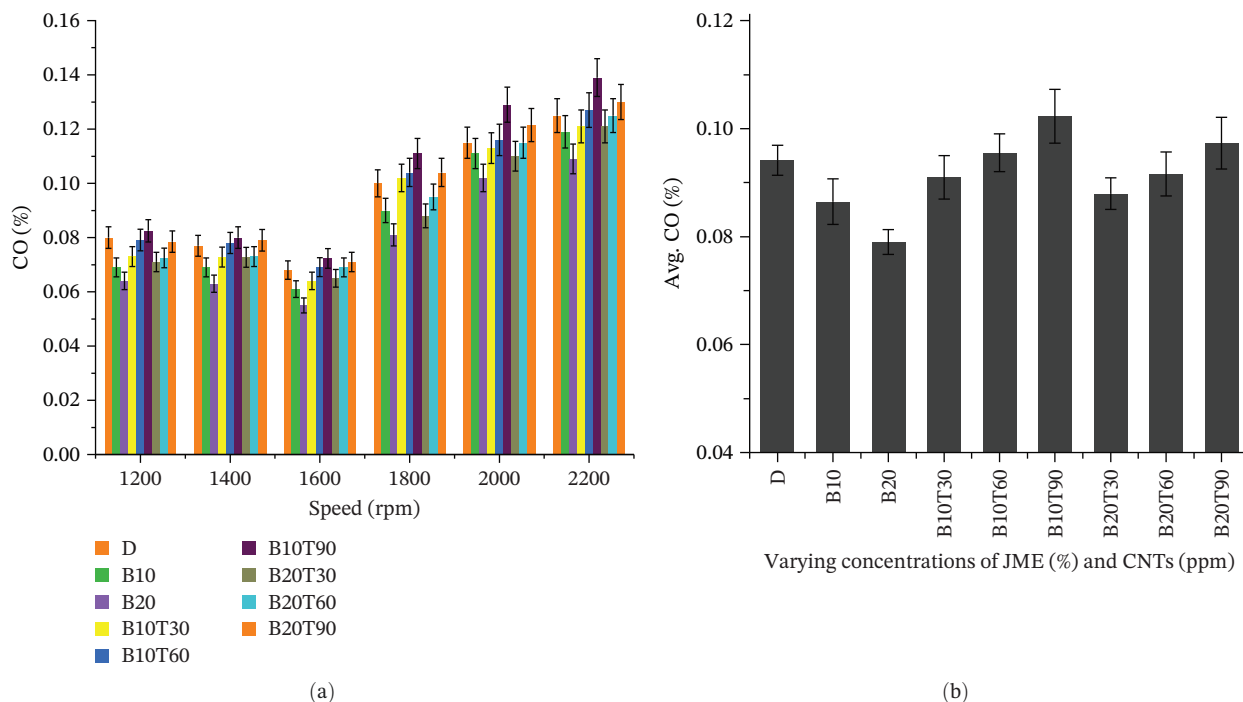 0.16
0.14
0.12
0.10
0.08
0.06
0.04
0.02
0.00
CO (%)
1200 1400 1600 1800 2000 2200
Speed (rpm)
D
B10
B20
B10T30
B10T60
B10T90
B20T30
B20T60
B20T90
(a)
0.12
0.10
0.08
0.06
0.04
Avg. CO (%)
D
B10
B20
B10T30
B10T60
B10T90
B20T30
B20T60
B20T90
Varying concentrations of JME (%) and CNTs (ppm)
(b)